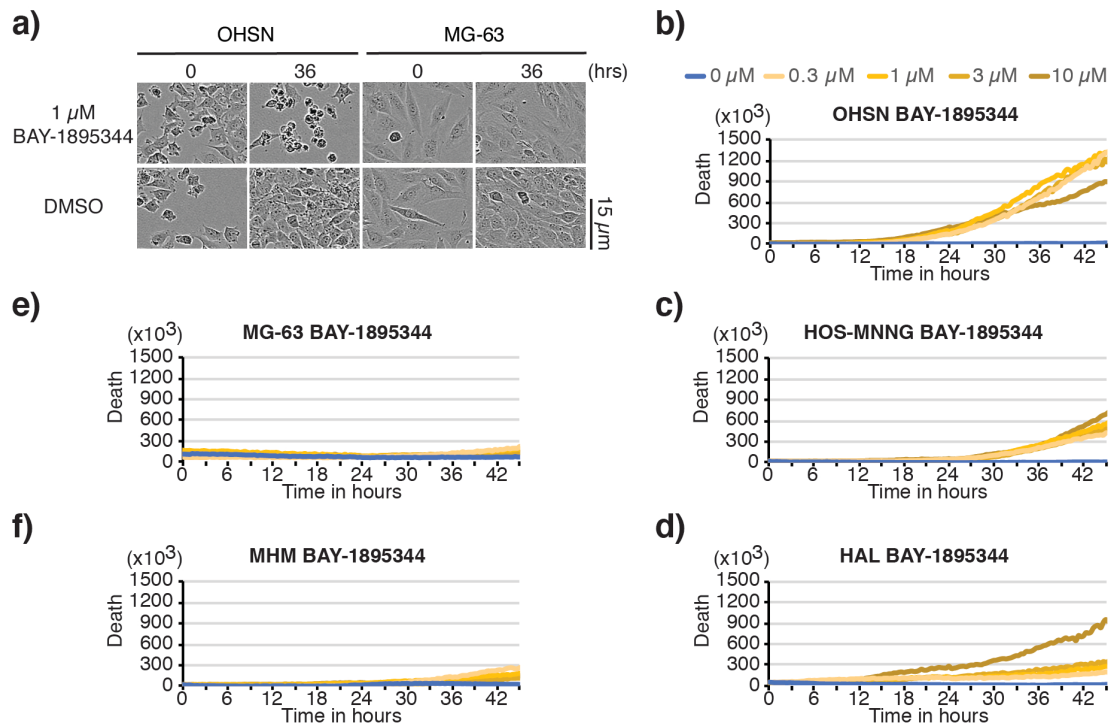 a)
OHSN MG-63
0 36 0 36 (hrs)
1 µM
BAY-1895344
DMSO
15 µm
b)
0 µM 0.3 µM 1 µM 3 µM 10 µM
(x10³) OHSN BAY-1895344
1500
1200
900
600
300
0
Death
0 6 12 18 24 30 36 42
Time in hours
e)
(x10³) MG-63 BAY-1895344
1500
1200
900
600
300
0
Death
0 6 12 18 24 30 36 42
Time in hours
c)
(x10³) HOS-MNNG BAY-1895344
1500
1200
900
600
300
0
Death
0 6 12 18 24 30 36 42
Time in hours
f)
(x10³) MHM BAY-1895344
1500
1200
900
600
300
0
Death
0 6 12 18 24 30 36 42
Time in hours
d)
(x10³) HAL BAY-1895344
1500
1200
900
600
300
0
Death
0 6 12 18 24 30 36 42
Time in hours